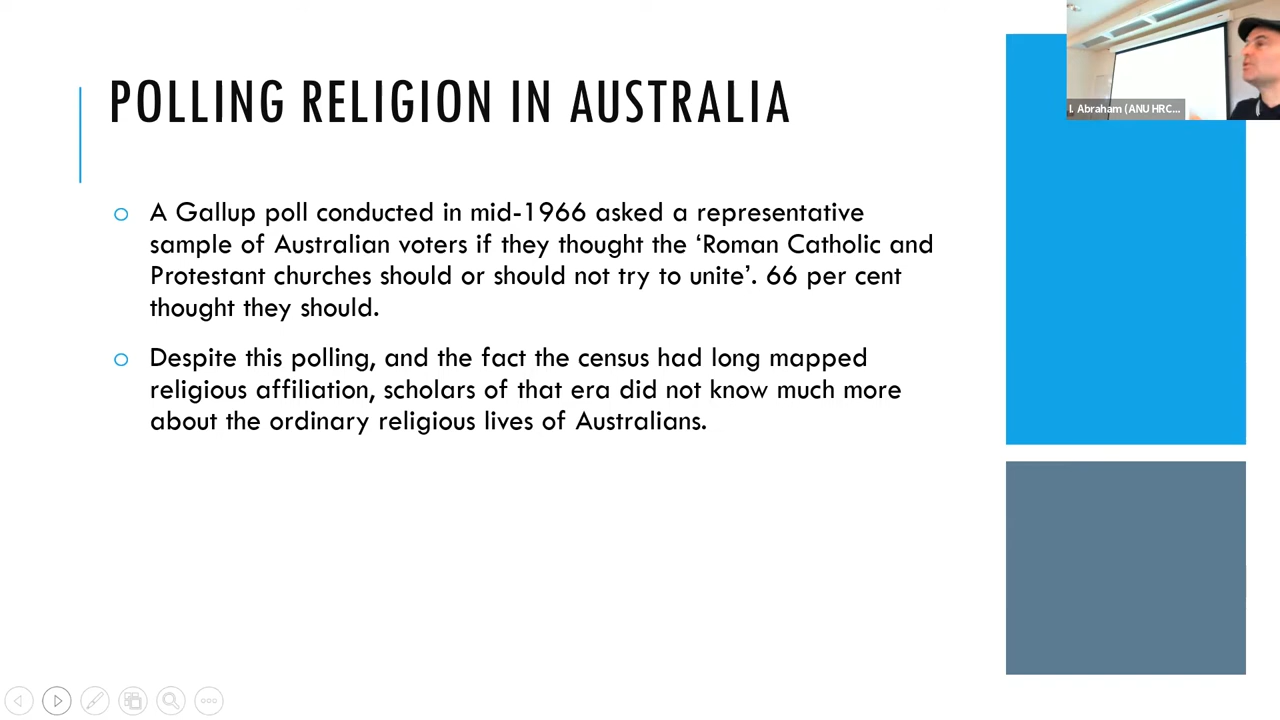 POLLING RELIGION IN AUSTRALIA
I. Abraham (ANU HRC...
o A Gallup poll conducted in mid-1966 asked a representative
sample of Australian voters if they thought the ‘Roman Catholic and
Protestant churches should or should not try to unite’. 66 per cent
thought they should.
o Despite this polling, and the fact the census had long mapped
religious affiliation, scholars of that era did not know much more
about the ordinary religious lives of Australians.